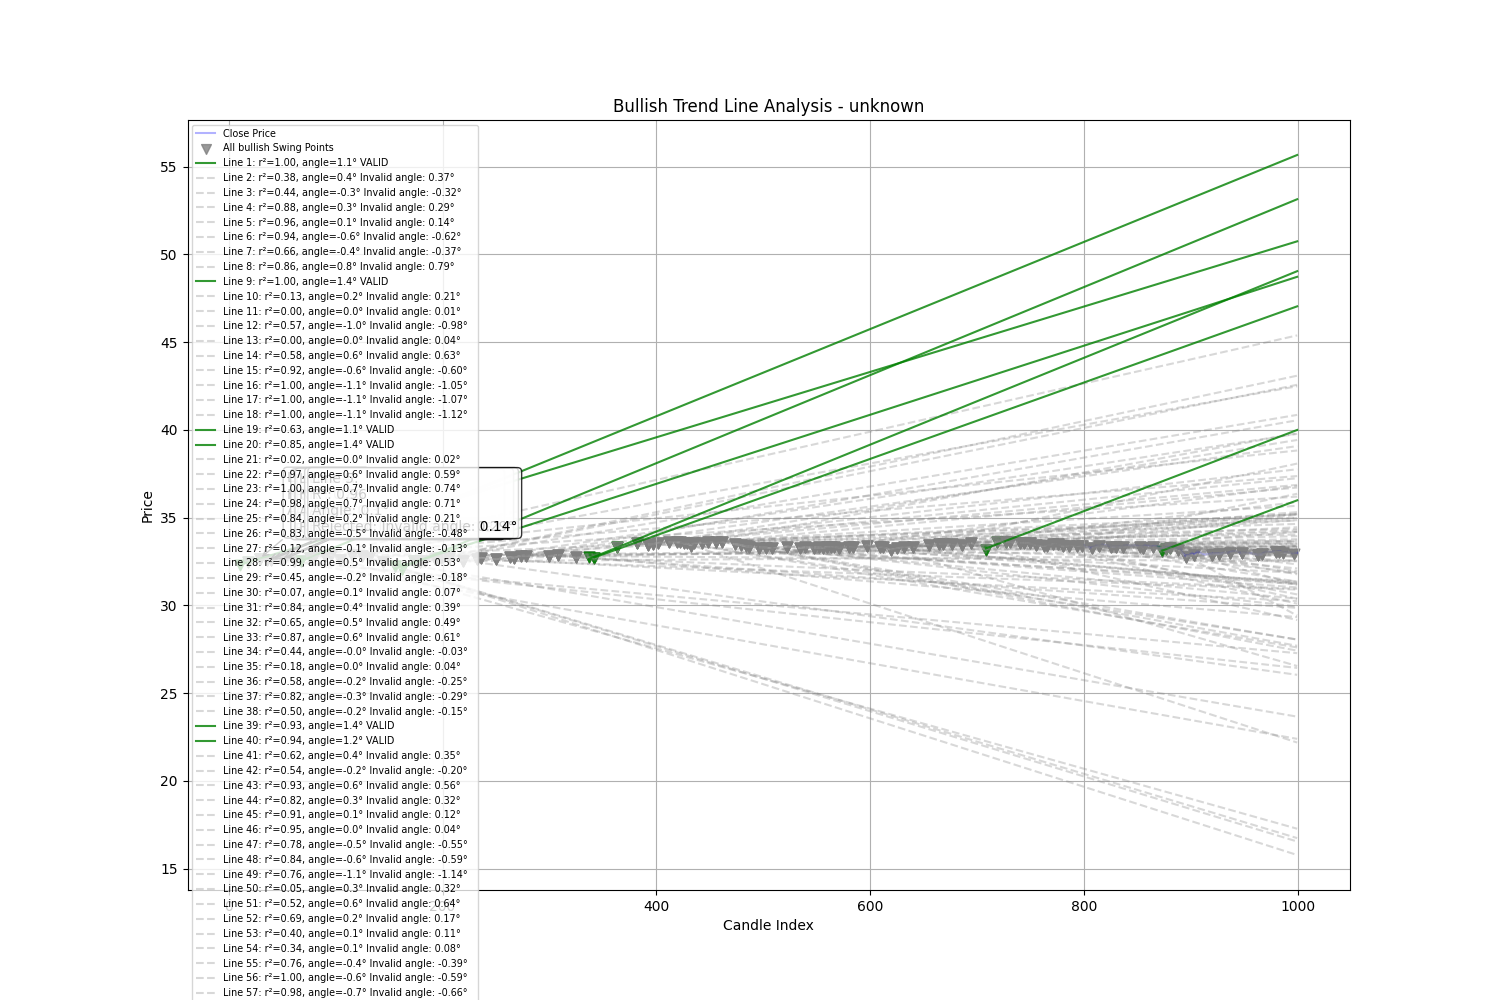 Bullish Trend Line Analysis - unknown
Close Price
All bullish Swing Points
Line 1: r²=1.00, angle=1.1° VALID
Line 2: r²=0.38, angle=0.4° Invalid angle: 0.37°
Line 3: r²=0.44, angle=-0.3° Invalid angle: -0.32°
Line 4: r²=0.88, angle=0.3° Invalid angle: 0.29°
Line 5: r²=0.96, angle=0.1° Invalid angle: 0.14°
Line 6: r²=0.94, angle=-0.6° Invalid angle: -0.62°
Line 7: r²=0.66, angle=-0.4° Invalid angle: -0.37°
Line 8: r²=0.86, angle=0.8° Invalid angle: 0.79°
Line 9: r²=1.00, angle=1.4° VALID
Line 10: r²=0.13, angle=0.2° Invalid angle: 0.21°
Line 11: r²=0.00, angle=0.0° Invalid angle: 0.01°
Line 12: r²=0.57, angle=-1.0° Invalid angle: -0.98°
Line 13: r²=0.00, angle=0.0° Invalid angle: 0.04°
Line 14: r²=0.58, angle=0.6° Invalid angle: 0.63°
Line 15: r²=0.92, angle=-0.6° Invalid angle: -0.60°
Line 16: r²=1.00, angle=-1.1° Invalid angle: -1.05°
Line 17: r²=1.00, angle=-1.1° Invalid angle: -1.07°
Line 18: r²=1.00, angle=-1.1° Invalid angle: -1.12°
Line 19: r²=0.63, angle=1.1° VALID
Line 20: r²=0.85, angle=1.4° VALID
Line 21: r²=0.02, angle=0.0° Invalid angle: 0.02°
Line 22: r²=0.97, angle=0.6° Invalid angle: 0.59°
Line 23: r²=1.00, angle=0.7° Invalid angle: 0.74°
Line 24: r²=0.98, angle=0.7° Invalid angle: 0.71°
Line 25: r²=0.84, angle=0.2° Invalid angle: 0.21°
Line 26: r²=0.83, angle=-0.5° Invalid angle: -0.48°
Line 27: r²=0.12, angle=-0.1° Invalid angle: -0.13°
Line 28: r²=0.99, angle=0.5° Invalid angle: 0.53°
Line 29: r²=0.45, angle=-0.2° Invalid angle: -0.18°
Line 30: r²=0.07, angle=0.1° Invalid angle: 0.07°
Line 31: r²=0.84, angle=0.4° Invalid angle: 0.39°
Line 32: r²=0.65, angle=0.5° Invalid angle: 0.49°
Line 33: r²=0.87, angle=0.6° Invalid angle: 0.61°
Line 34: r²=0.44, angle=-0.0° Invalid angle: -0.03°
Line 35: r²=0.18, angle=0.0° Invalid angle: 0.04°
Line 36: r²=0.58, angle=-0.2° Invalid angle: -0.25°
Line 37: r²=0.82, angle=-0.3° Invalid angle: -0.29°
Line 38: r²=0.50, angle=-0.2° Invalid angle: -0.15°
Line 39: r²=0.93, angle=1.4° VALID
Line 40: r²=0.94, angle=1.2° VALID
Line 41: r²=0.62, angle=0.4° Invalid angle: 0.35°
Line 42: r²=0.54, angle=-0.2° Invalid angle: -0.20°
Line 43: r²=0.93, angle=0.6° Invalid angle: 0.56°
Line 44: r²=0.82, angle=0.3° Invalid angle: 0.32°
Line 45: r²=0.91, angle=0.1° Invalid angle: 0.12°
Line 46: r²=0.95, angle=0.0° Invalid angle: 0.04°
Line 47: r²=0.78, angle=-0.5° Invalid angle: -0.55°
Line 48: r²=0.84, angle=-0.6° Invalid angle: -0.59°
Line 49: r²=0.76, angle=-1.1° Invalid angle: -1.14°
Line 50: r²=0.05, angle=0.3° Invalid angle: 0.32°
Line 51: r²=0.52, angle=0.6° Invalid angle: 0.64°
Line 52: r²=0.69, angle=0.2° Invalid angle: 0.17°
Line 53: r²=0.40, angle=0.1° Invalid angle: 0.11°
Line 54: r²=0.34, angle=0.1° Invalid angle: 0.08°
Line 55: r²=0.76, angle=-0.4° Invalid angle: -0.39°
Line 56: r²=1.00, angle=-0.6° Invalid angle: -0.59°
Line 57: r²=0.98, angle=-0.7° Invalid angle: -0.66°
Invalid angle: 0.14°
55
50
45
40
35
30
25
20
15
Price
400
600
800
1000
Candle Index